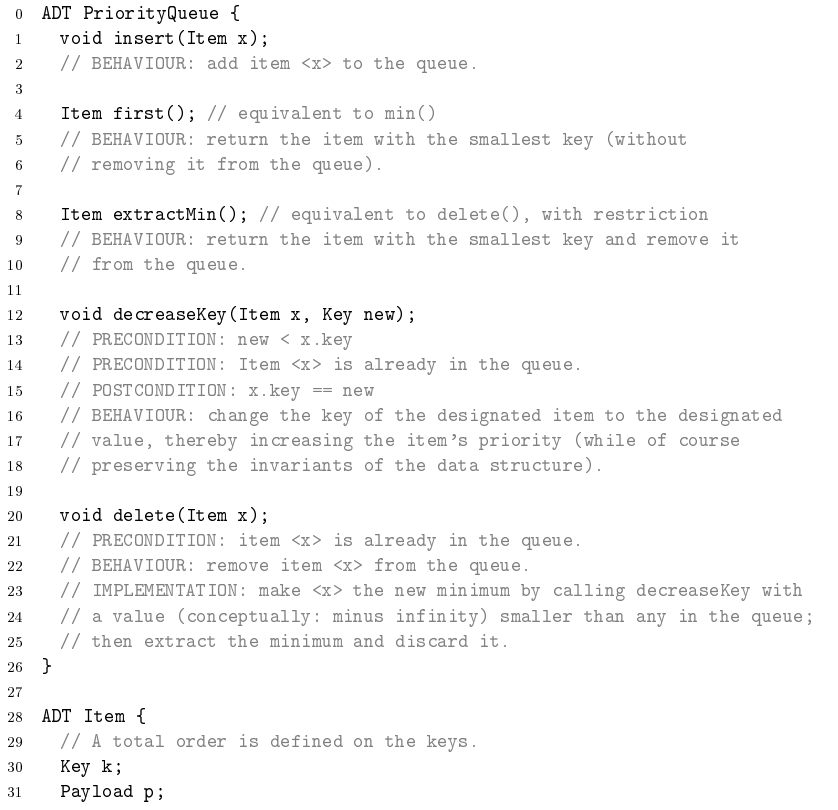 0 ADT PriorityQueue {
1 void insert(Item x);
2 // BEHAVIOUR: add item <x> to the queue.
3
4 Item first(); // equivalent to min()
5 // BEHAVIOUR: return the item with the smallest key (without
6 // removing it from the queue).
7
8 Item extractMin(); // equivalent to delete(), with restriction
9 // BEHAVIOUR: return the item with the smallest key and remove it
10 // from the queue.
11
12 void decreaseKey(Item x, Key new);
13 // PRECONDITION: new < x.key
14 // PRECONDITION: Item <x> is already in the queue.
15 // POSTCONDITION: x.key == new
16 // BEHAVIOUR: change the key of the designated item to the designated
17 // value, thereby increasing the item's priority (while of course
18 // preserving the invariants of the data structure).
19
20 void delete(Item x);
21 // PRECONDITION: item <x> is already in the queue.
22 // BEHAVIOUR: remove item <x> from the queue.
23 // IMPLEMENTATION: make <x> the new minimum by calling decreaseKey with
24 // a value (conceptually: minus infinity) smaller than any in the queue;
25 // then extract the minimum and discard it.
26 }
27
28 ADT Item {
29 // A total order is defined on the keys.
30 Key k;
31 Payload p;